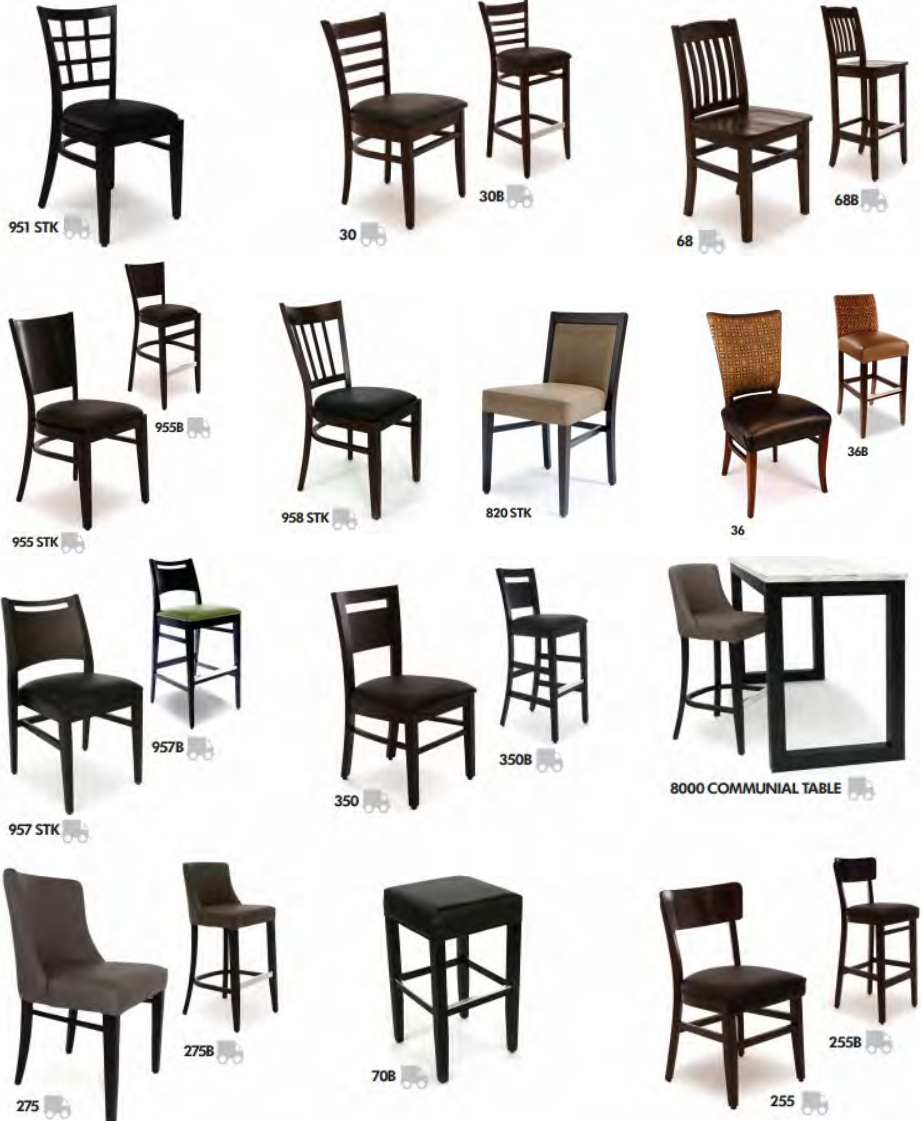 951 STK
30
30B
68
68B
955 STK
955B
958 STK
820 STK
36
36B
957 STK
957B
350
350B
8000 COMMUNIAL TABLE
275
275B
70B
255
255B